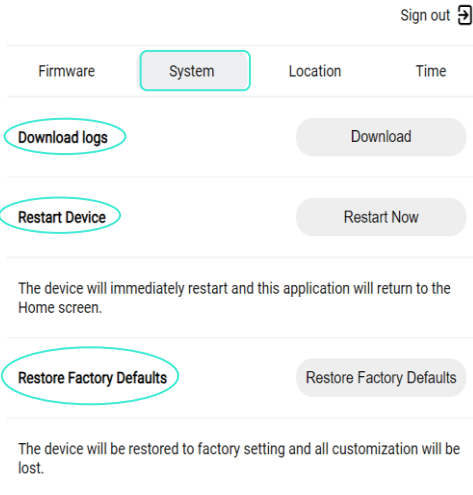 Sign out
Firmware System Location Time
Download logs Download
Restart Device Restart Now
The device will immediately restart and this application will return to the
Home screen.
Restore Factory Defaults Restore Factory Defaults
The device will be restored to factory setting and all customization will be
lost.